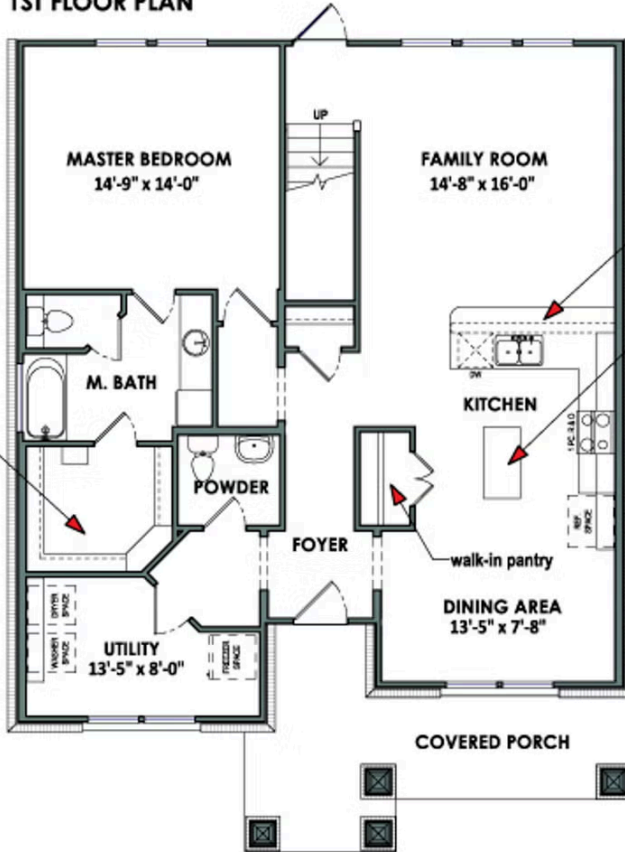 1ST FLOOR PLAN
UP
MASTER BEDROOM
14'-9" x 14'-0"
FAMILY ROOM
14'-8" x 16'-0"
M. BATH
DW
KITCHEN
1 PC. R & O
POWDER
REF.
SPACE
FOYER
walk-in pantry
DRYER
SPACE
WASHER
SPACE
UTILITY
13'-5" x 8'-0"
FREEZER
SPACE
DINING AREA
13'-5" x 7'-8"
COVERED PORCH